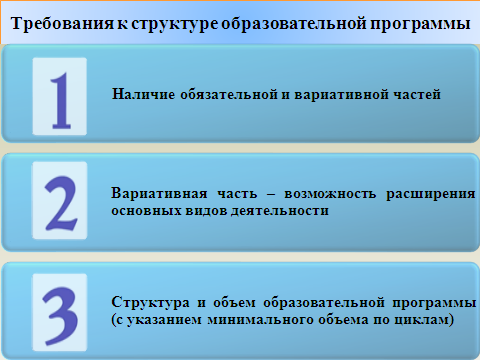 Требования к структуре образовательной программы
1
Наличие обязательной и вариативной частей
2
Вариативная часть – возможность расширения
основных видов деятельности
3
Структура и объем образовательной программы
(с указанием минимального объема по циклам)